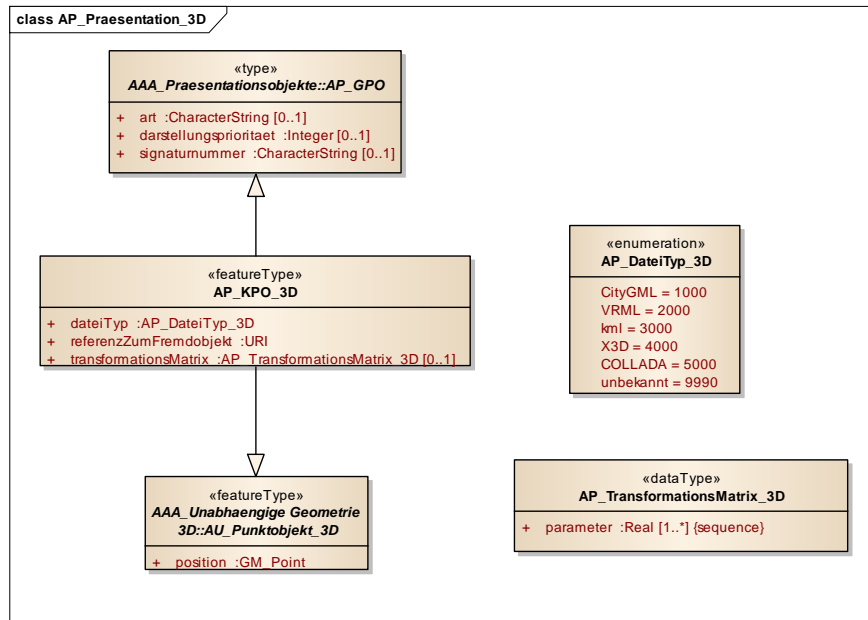 class AP_Praesentation_3D
«type»
AAA_Praesentationsobjekte::AP_GPO
+ art :CharacterString [0..1]
+ darstellungsprioritaet :Integer [0..1]
+ signaturnummer :CharacterString [0..1]
«featureType»
AP_KPO_3D
+ dateiTyp :AP_DateiTyp_3D
+ referenzZumFremdobjekt :URI
+ transformationsMatrix :AP_TransformationsMatrix_3D [0..1]
«enumeration»
AP_DateiTyp_3D
CityGML = 1000
VRML = 2000
kml = 3000
X3D = 4000
COLLADA = 5000
unbekannt = 9990
«featureType»
AAA_Unabhaengige Geometrie
3D::AU_Punktobjekt_3D
+ position :GM_Point
«dataType»
AP_TransformationsMatrix_3D
+ parameter :Real [1..*] {sequence}